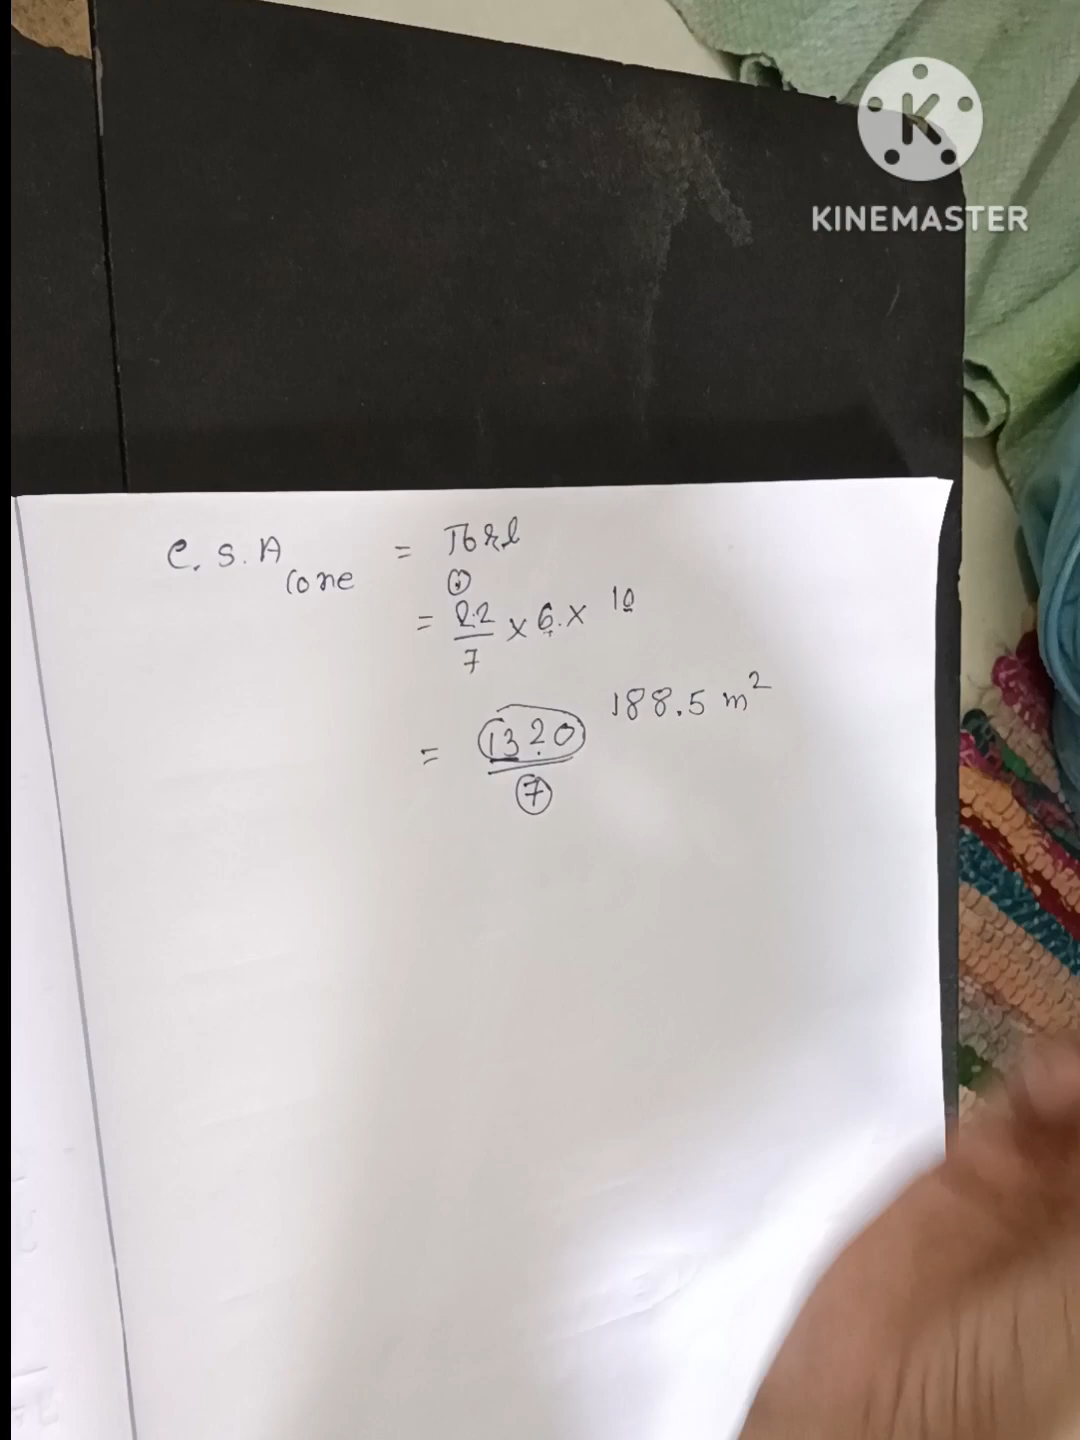 K
KINEMASTER
C.S.A cone = πrl
= 22/7 × 6 × 10
= 1320/7 188.5 m²